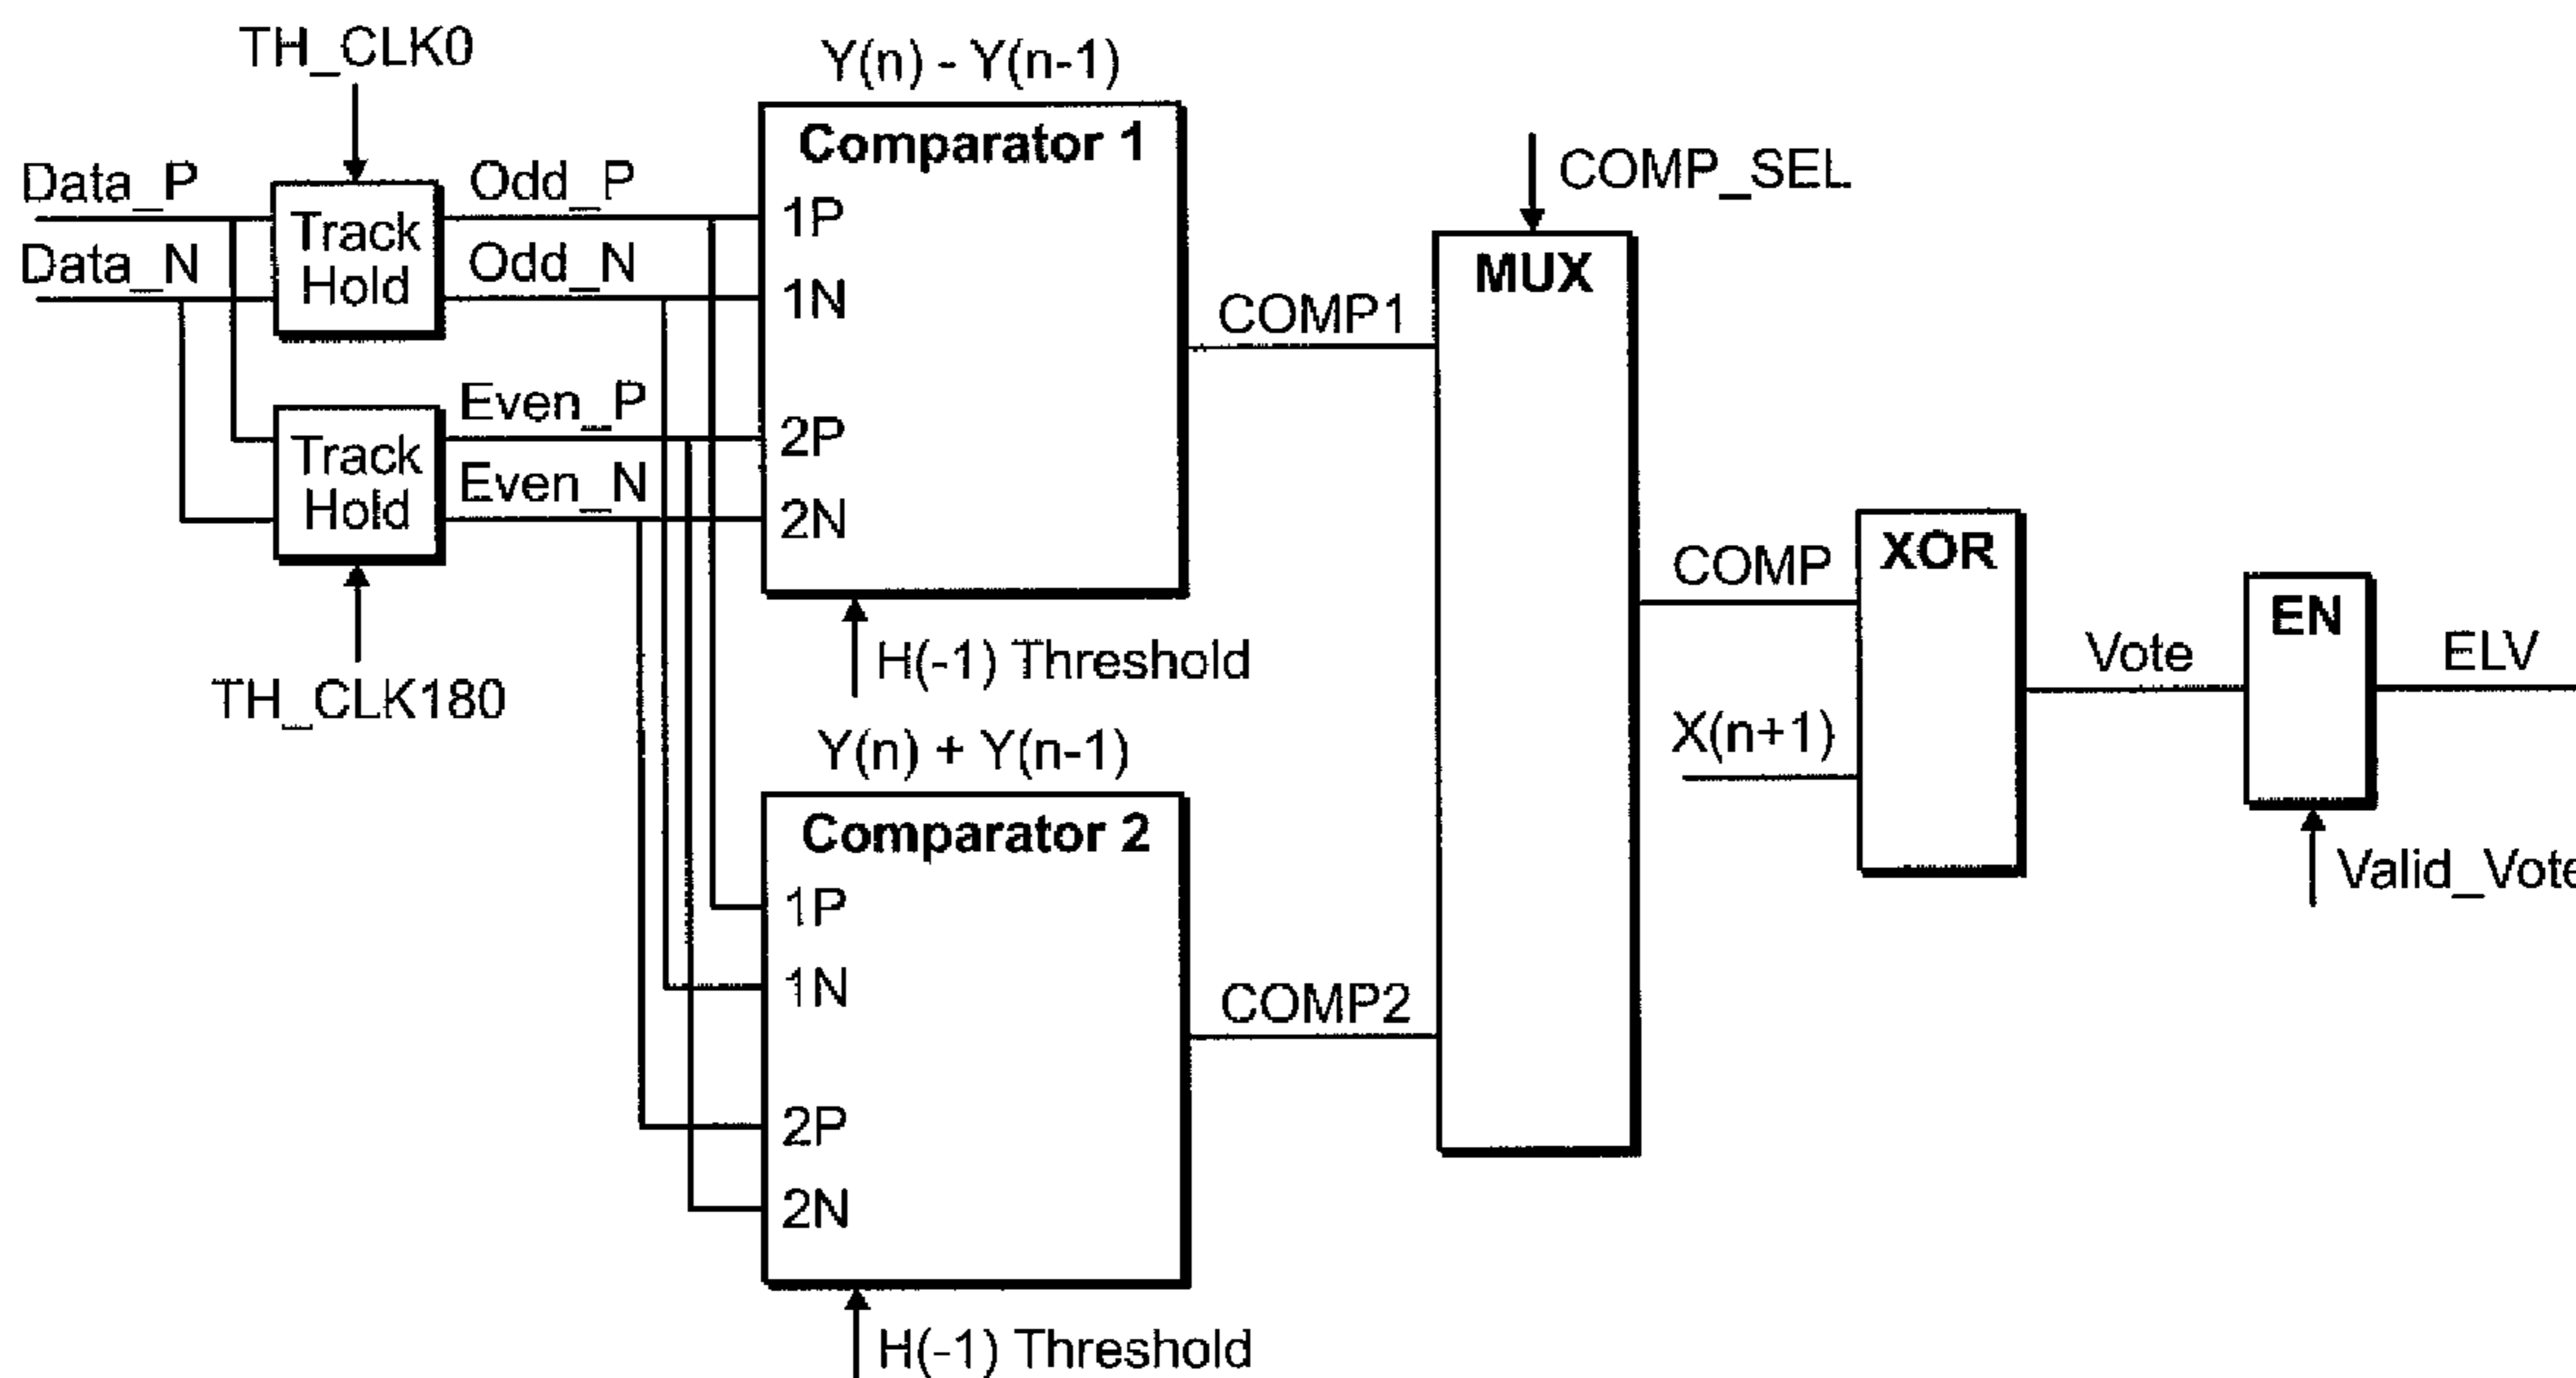 TH_CLK0
Data_P
Data_N
Track
Hold
Odd_P
Odd_N
Track
Hold
Even_P
Even_N
TH_CLK180
Y(n) - Y(n-1)
Comparator 1
1P
1N
2P
2N
H(-1) Threshold
Y(n) + Y(n-1)
Comparator 2
1P
1N
2P
2N
H(-1) Threshold
COMP1
COMP2
COMP_SEL
MUX
COMP
X(n+1)
XOR
Vote
EN
ELV
Valid_Vote